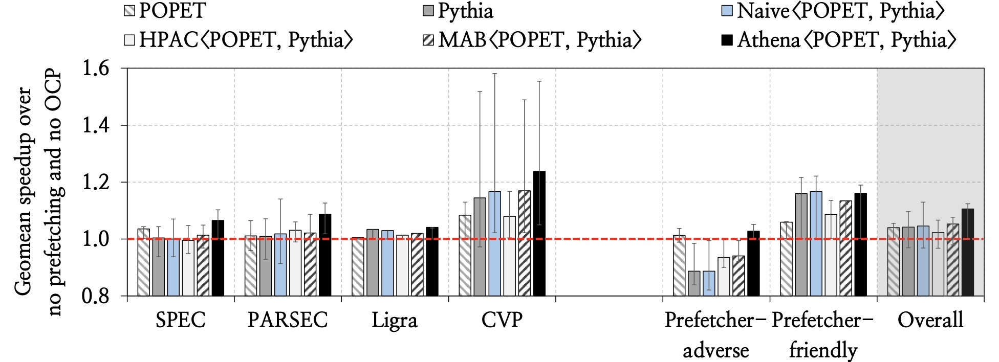 POPET
Pythia
Naive〈POPET, Pythia〉
HPAC〈POPET, Pythia〉
MAB〈POPET, Pythia〉
Athena〈POPET, Pythia〉
Geomean speedup over
no prefetching and no OCP
1.6
1.4
1.2
1.0
0.8
SPEC
PARSEC
Ligra
CVP
Prefetcher–
adverse
Prefetcher–
friendly
Overall